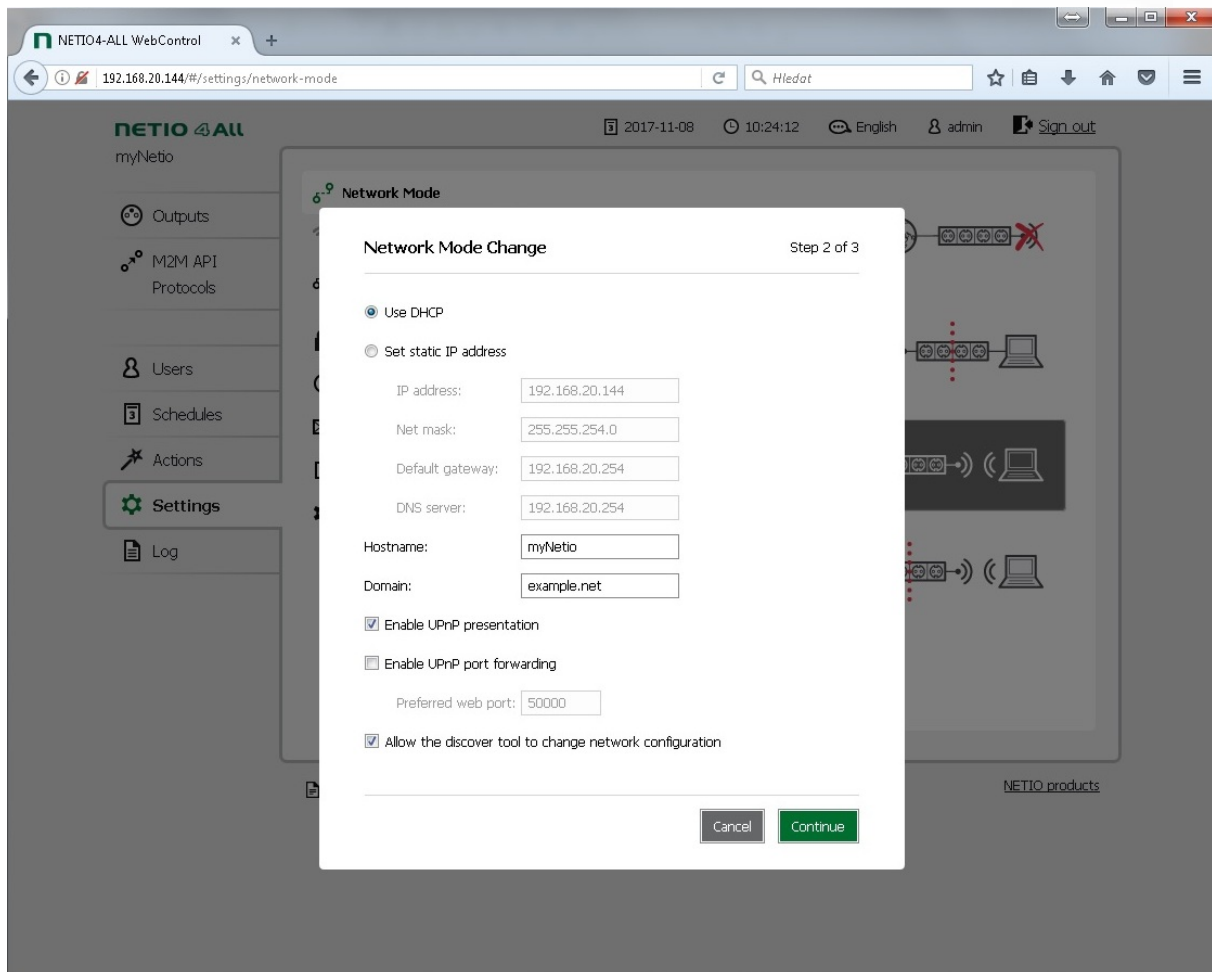 NETIO4-ALL WebControl
192.168.20.144/#/settings/network-mode
Hledat
NETIO 4All
myNetio
2017-11-08
10:24:12
English
admin
Sign out
Outputs
M2M API
Protocols
Users
Schedules
Actions
Settings
Log
Network Mode
Network Mode Change
Step 2 of 3
Use DHCP
Set static IP address
IP address: 192.168.20.144
Net mask: 255.255.254.0
Default gateway: 192.168.20.254
DNS server: 192.168.20.254
Hostname: myNetio
Domain: example.net
Enable UPnP presentation
Enable UPnP port forwarding
Preferred web port: 50000
Allow the discover tool to change network configuration
Cancel
Continue
NETIO products